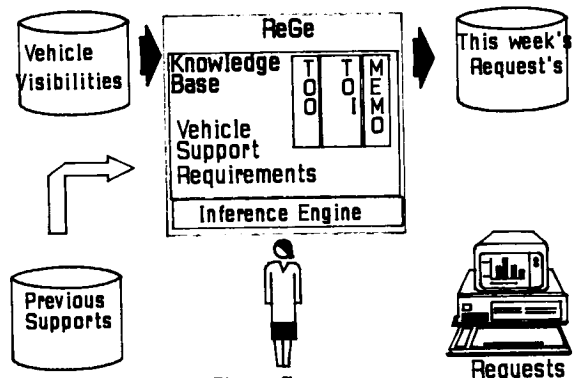 Vehicle
Visibilities
ReGe
Knowledge
Base
TOO
TOI
MEMO
Vehicle
Support
Requirements
Inference Engine
This week's
Request's
Previous
Supports
Requests